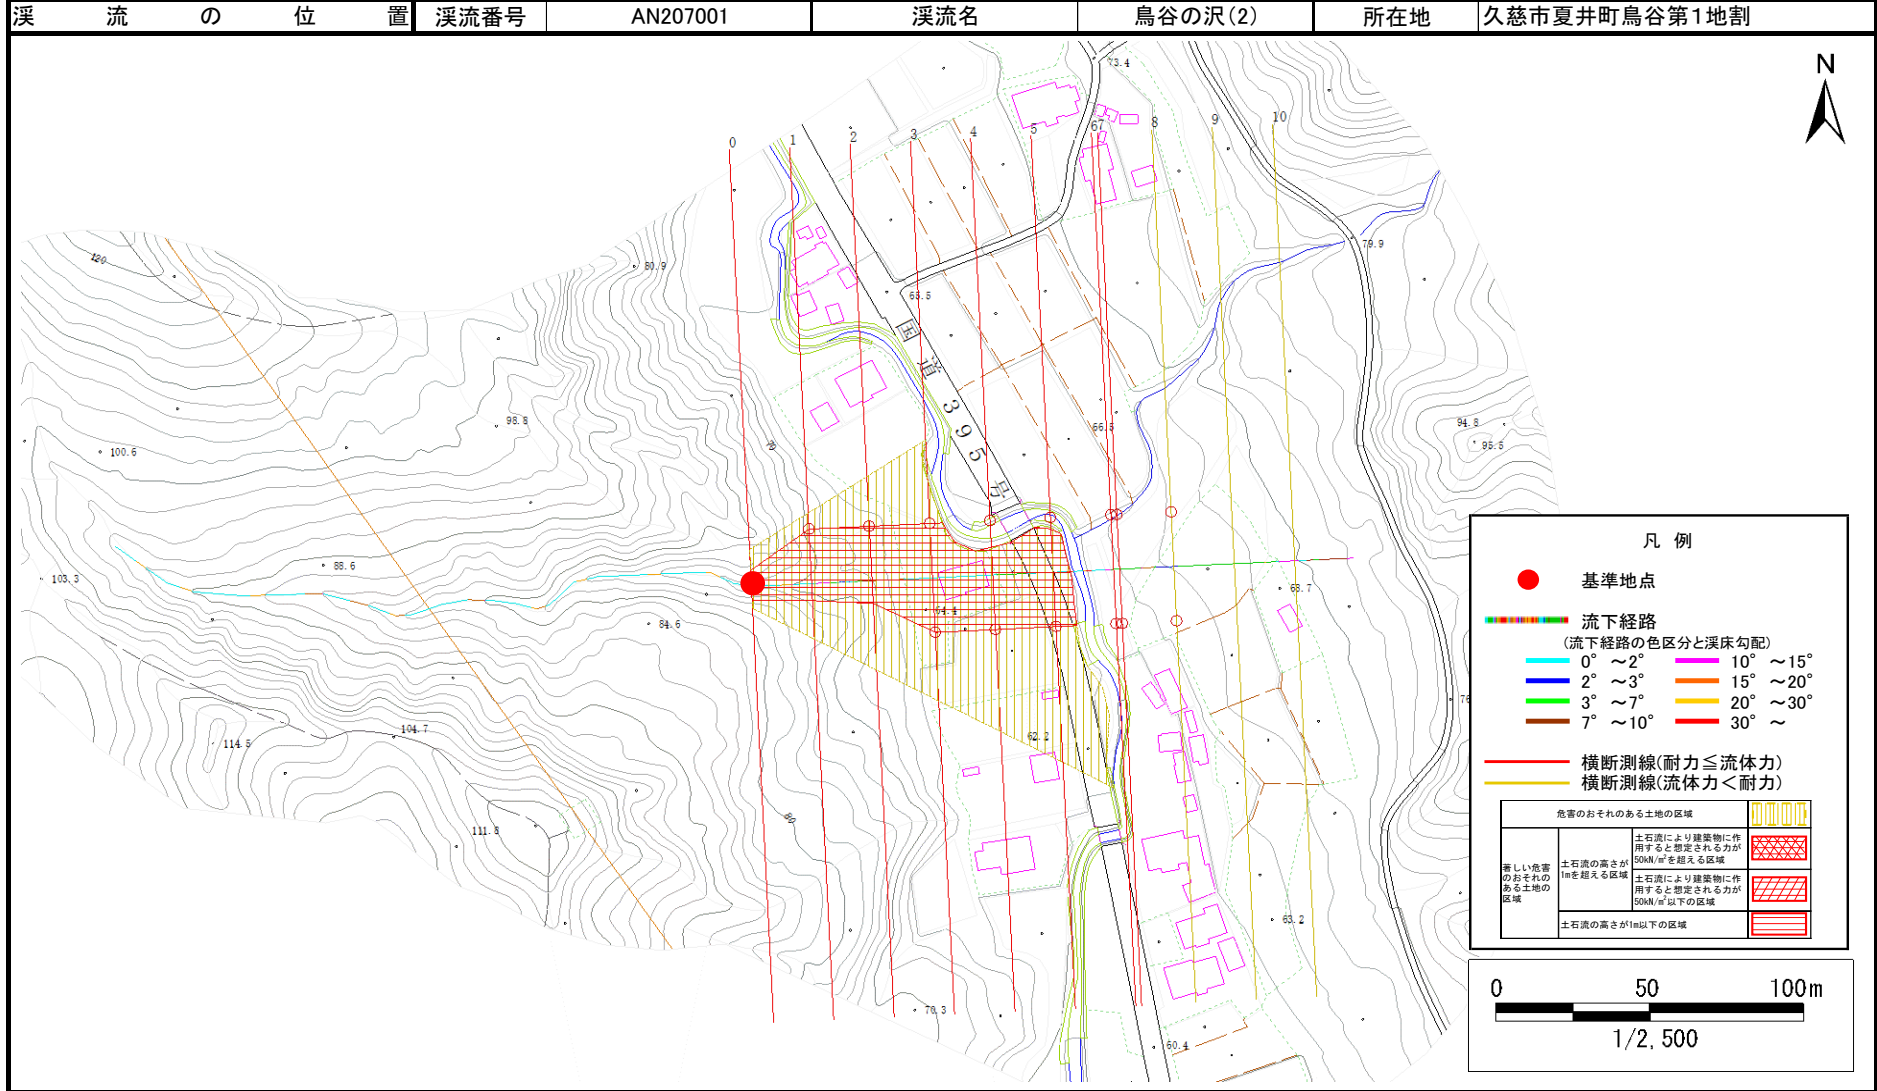 渓流の位置 渓流番号 AN207001 渓流名 鳥谷の沢(2) 所在地 久慈市夏井町鳥谷第1地割
N
0 1 2 3 4 5 67 8 9 10
73.4
120
80.9
79.9
65.5
国道395号
98.8
94.8
95.5
100.6
70
66.5
88.6
103.3
68.7
64.4
84.6
76
62.2
104.7
114.5
80
111.8
63.2
70.3
60.4
凡例
基準地点
流下経路
(流下経路の色区分と渓床勾配)
0° ~2° 10° ~15°
2° ~3° 15° ~20°
3° ~7° 20° ~30°
7° ~10° 30° ~
横断測線(耐力≦流体力)
横断測線(流体力<耐力)
危害のおそれのある土地の区域
著しい危害
のおそれの
ある土地の
区域
土石流の高さが
1mを超える区域
土石流により建築物に作
用すると想定される力が
50kN/m²を超える区域
土石流により建築物に作
用すると想定される力が
50kN/m²以下の区域
土石流の高さが1m以下の区域
0 50 100m
1/2,500